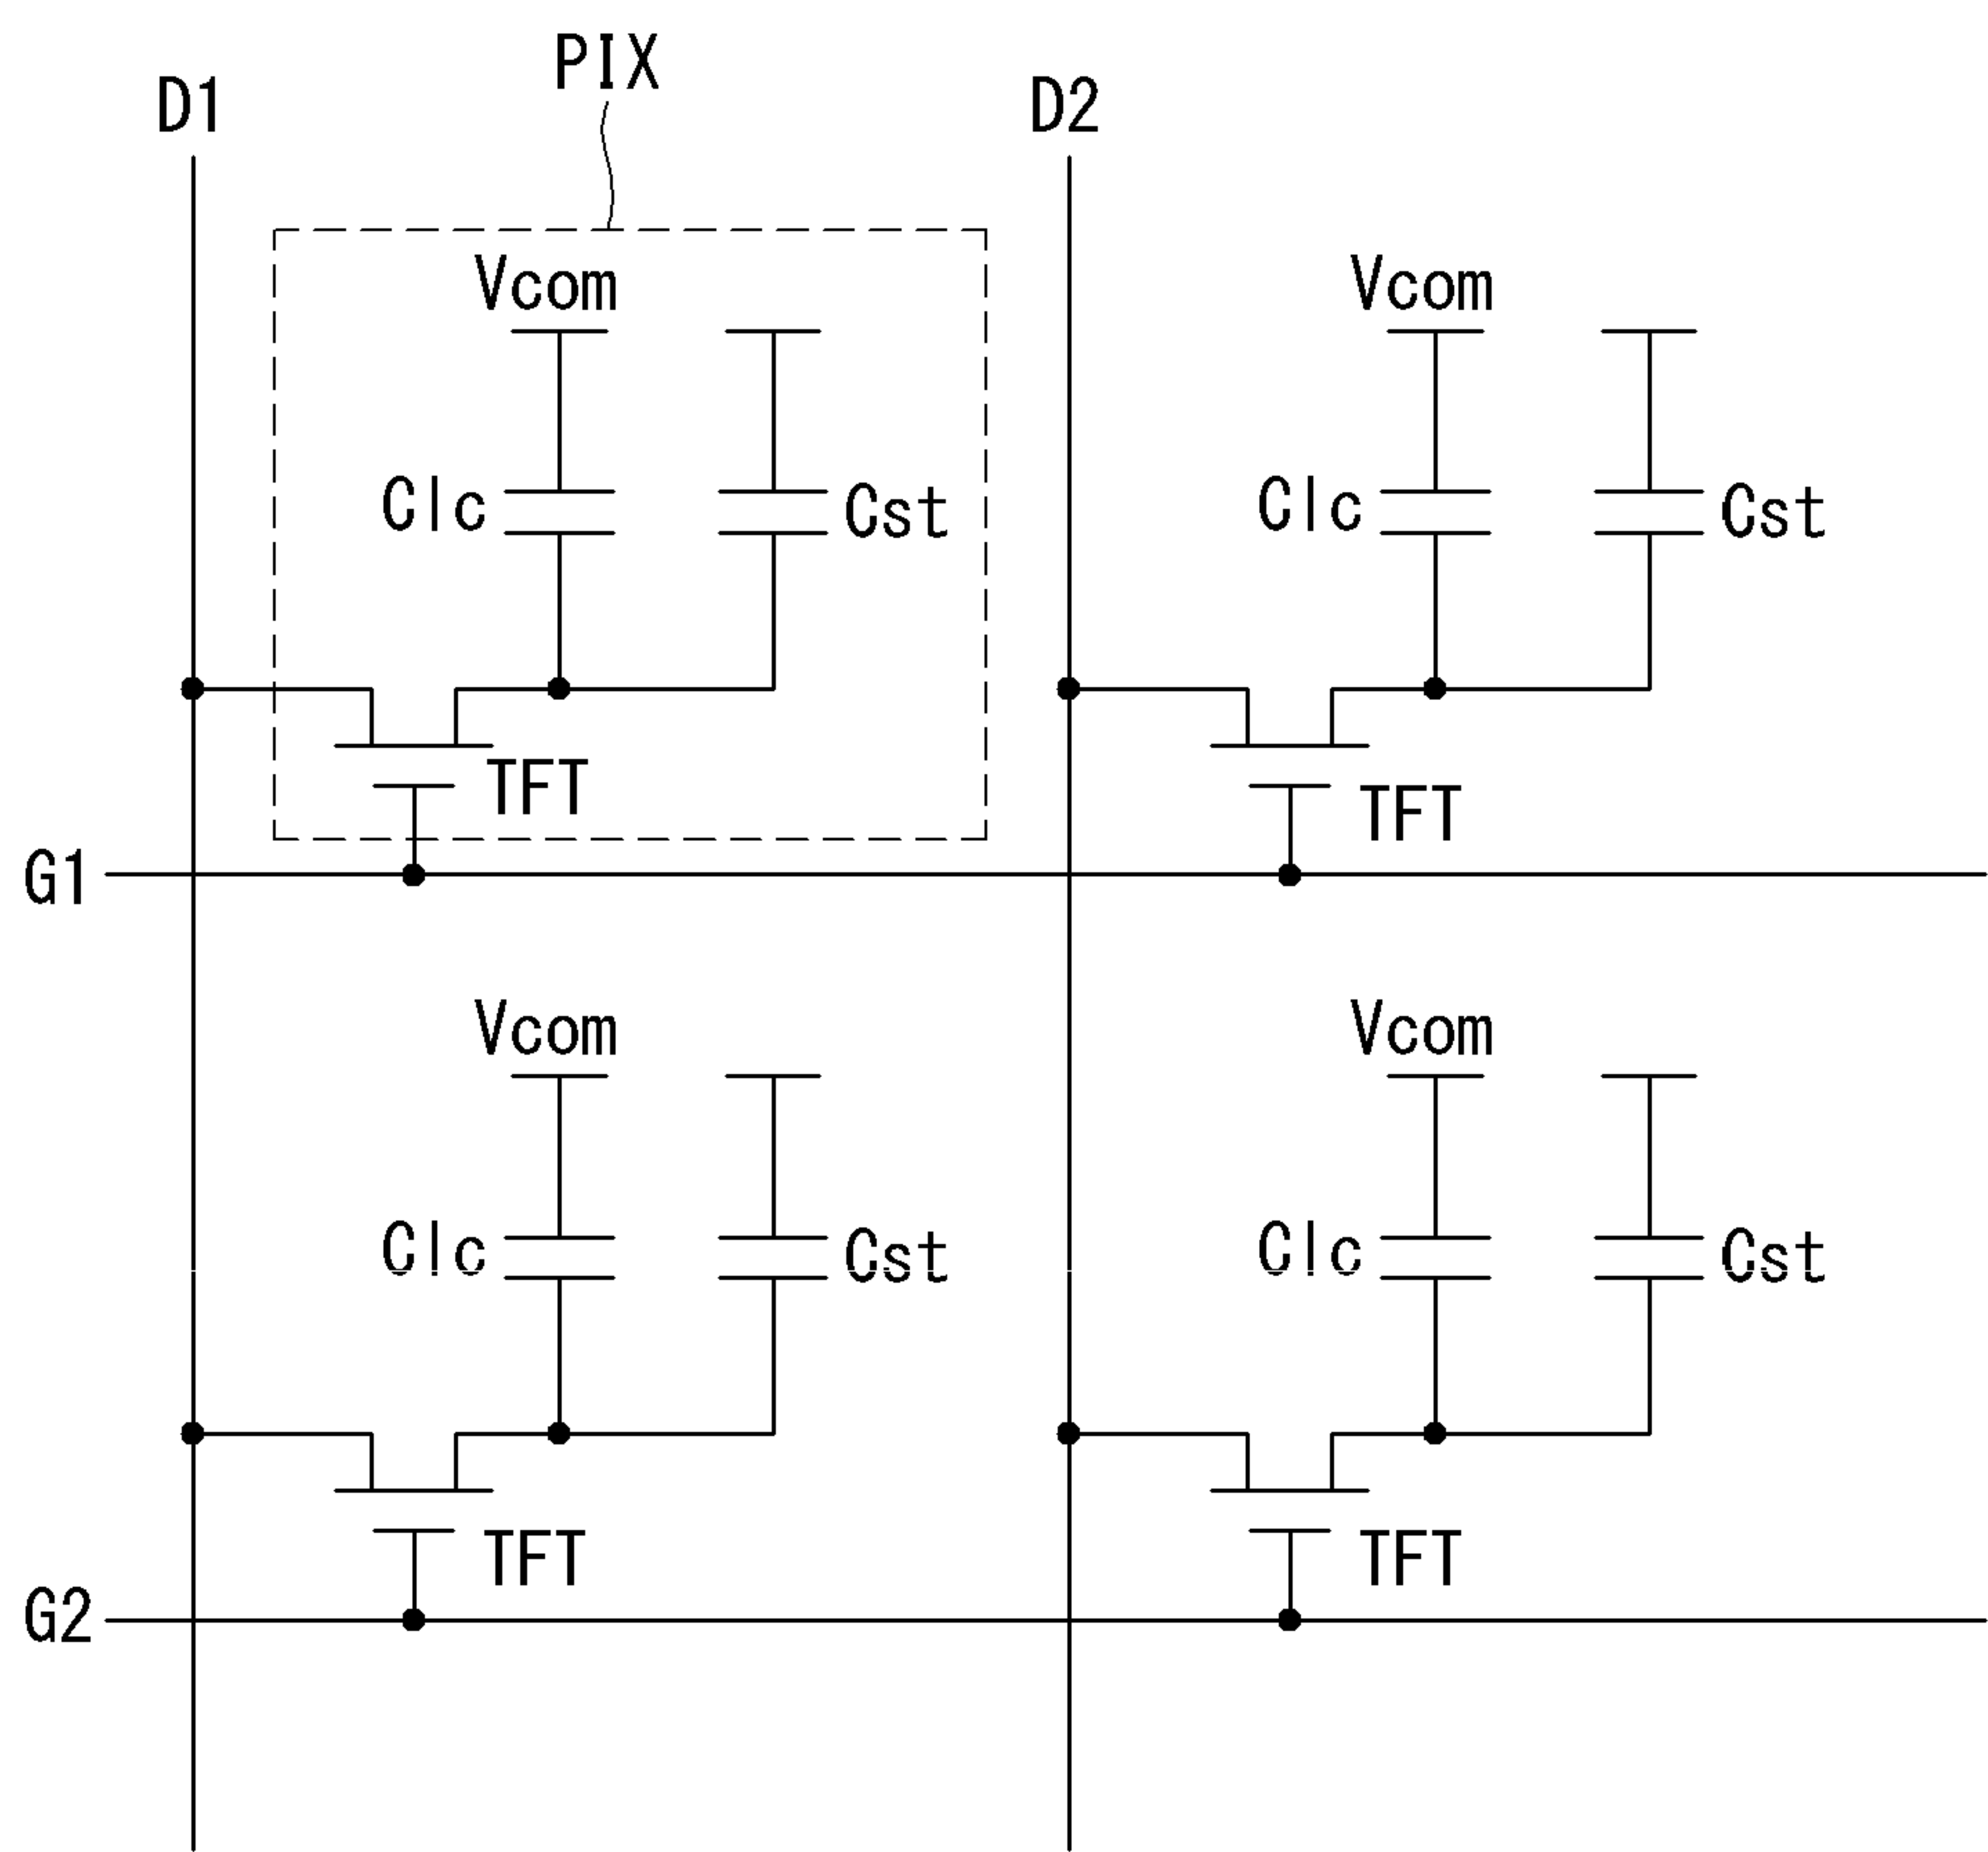 PIX
D1 D2
Vcom Vcom
Clc Cst Clc Cst
TFT TFT
G1
Vcom Vcom
Clc Cst Clc Cst
TFT TFT
G2